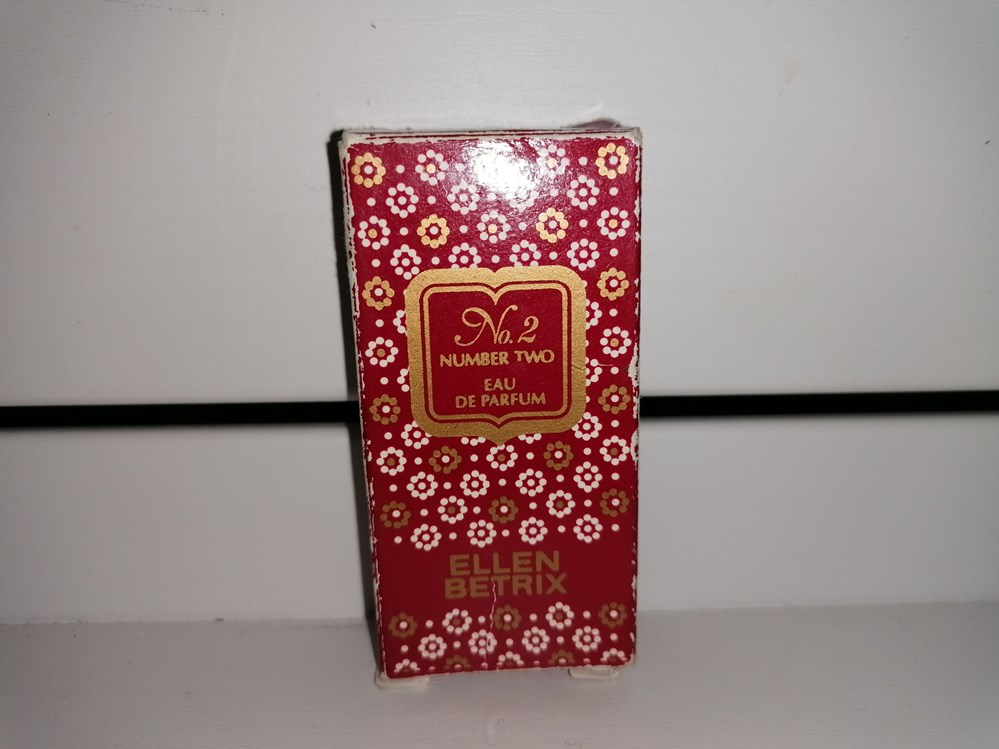 No. 2
NUMBER TWO
EAU
DE PARFUM
ELLEN
BETRIX